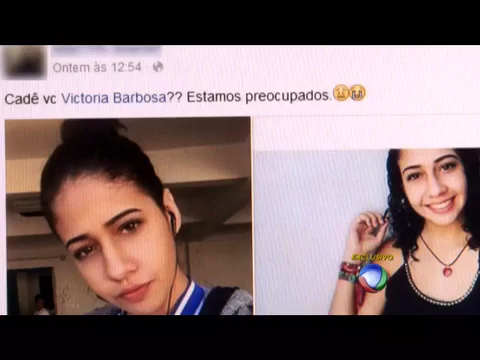 Ontem às 12:54
Cadê vc Victoria Barbosa?? Estamos preocupados.
EXCLUSIVO